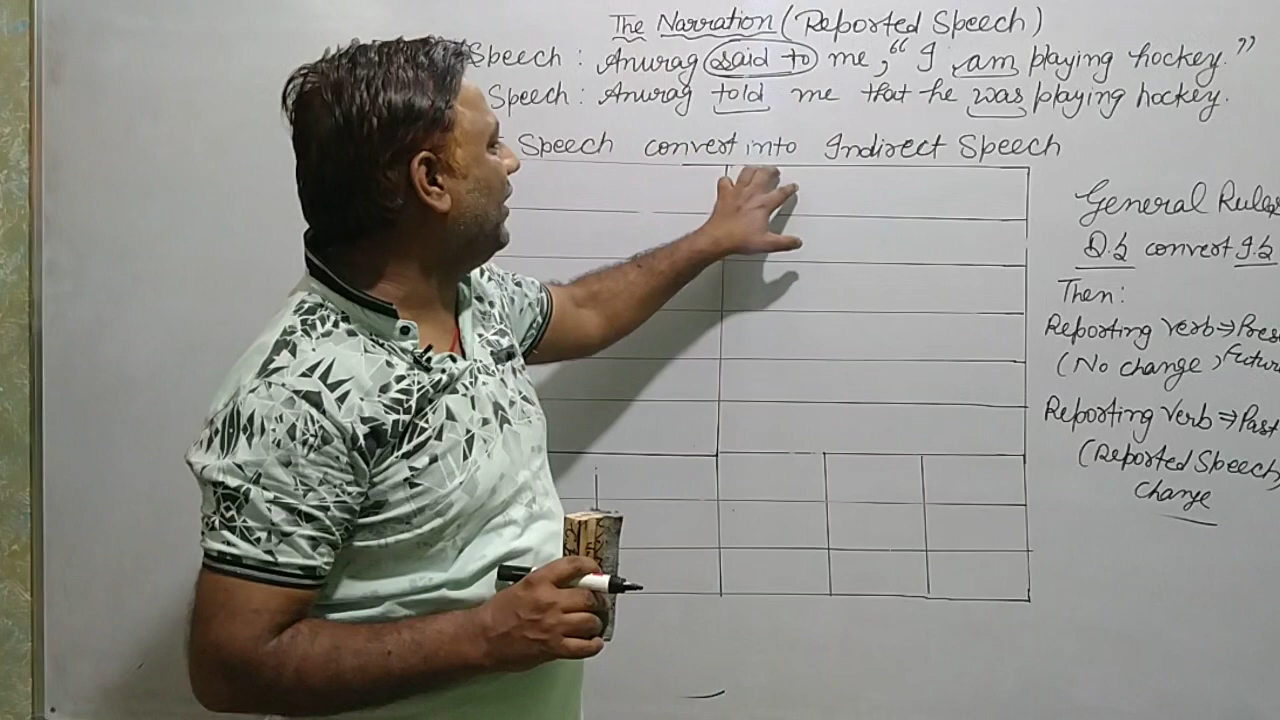 The Narration (Reported Speech)
Speech : Anurag said to me, “I am playing hockey.”
Speech : Anurag told me that he was playing hockey.
Speech convert into Indirect Speech
General Rules
D.S convert I.S
Then:
Reporting Verb ⇒ Pres
(No change, Future
Reporting Verb ⇒ Past
(Reported Speech)
Change